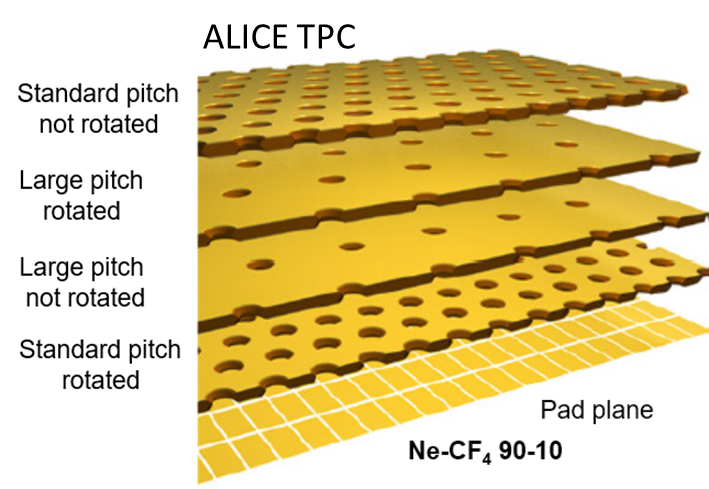 ALICE TPC
Standard pitch
not rotated
Large pitch
rotated
Large pitch
not rotated
Standard pitch
rotated
Pad plane
Ne-CF₄ 90-10